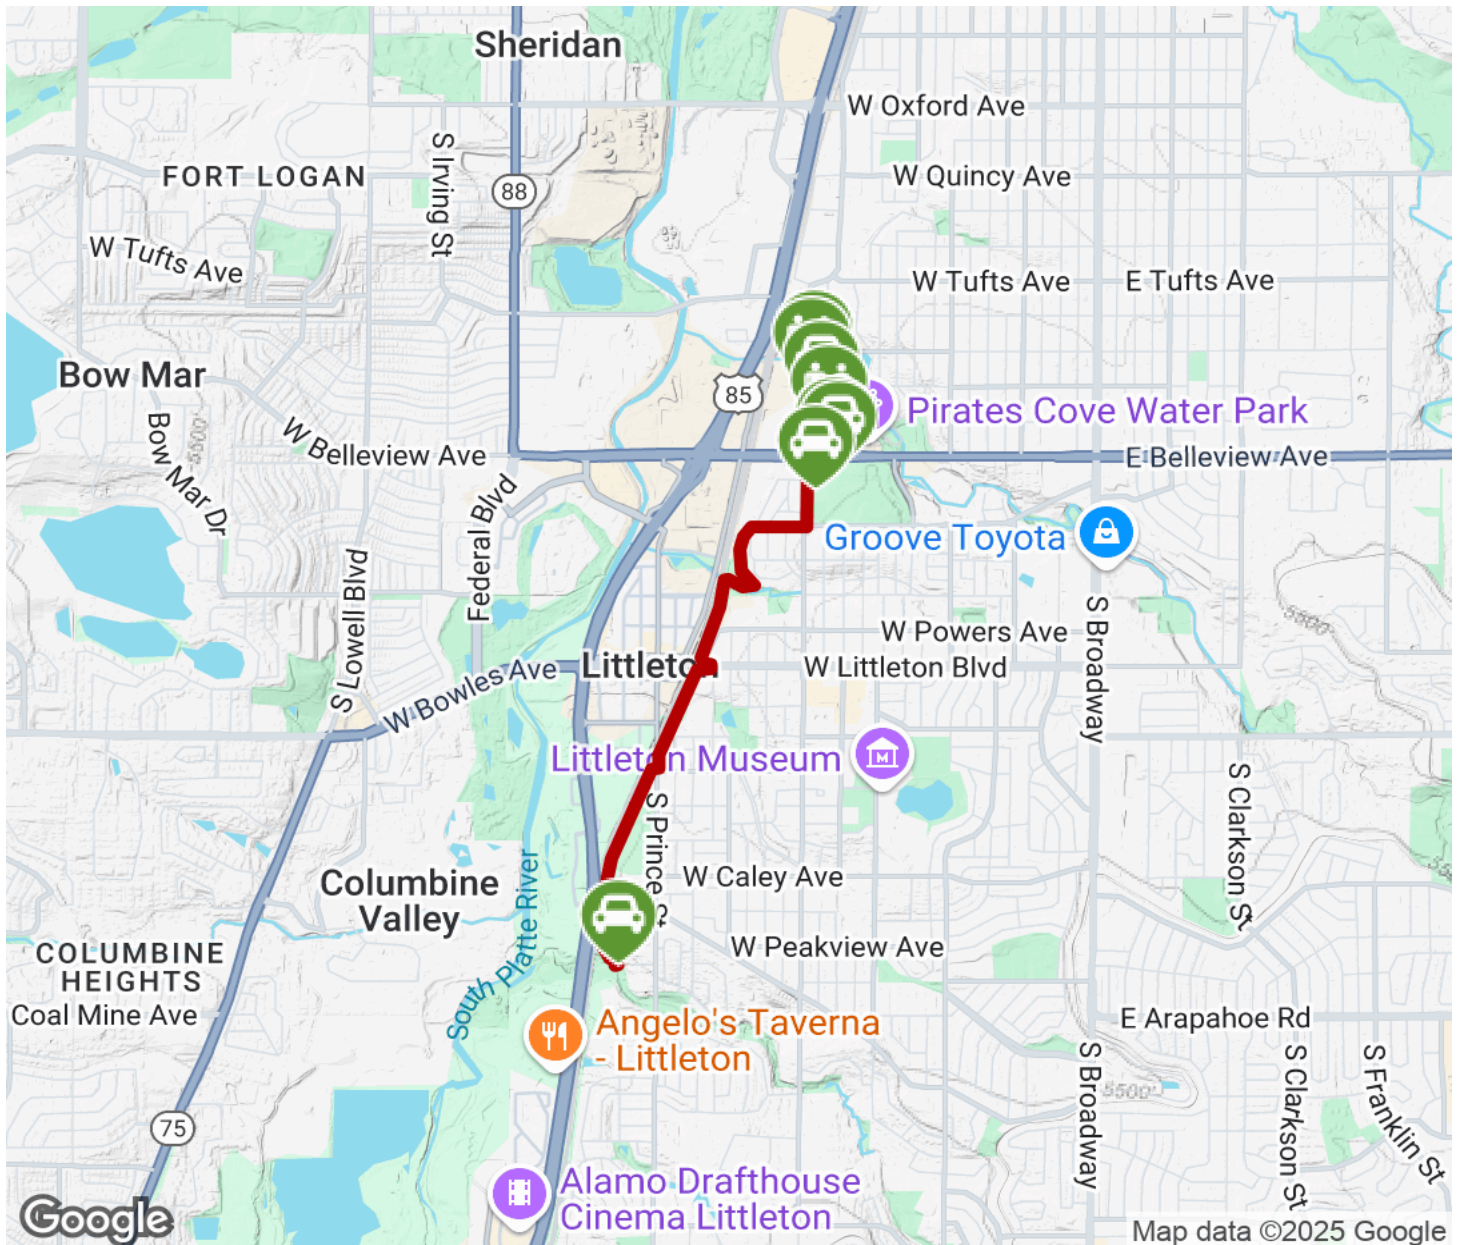 Sheridan
W Oxford Ave
S Irving St
FORT LOGAN
88
W Quincy Ave
W Tufts Ave
W Tufts Ave
E Tufts Ave
Bow Mar
85
Pirates Cove Water Park
Bow Mar Dr
5500
W Belleview Ave
E Belleview Ave
Federal Blvd
Groove Toyota
S Lowell Blvd
S Broadway
W Powers Ave
Littleton
W Littleton Blvd
W Bowles Ave
Littleton Museum
M
S Prince St
S Clarkson St
W Caley Ave
Columbine
Valley
South Platte River
W Peakview Ave
COLUMBINE
HEIGHTS
Coal Mine Ave
E Arapahoe Rd
Angelo's Taverna
- Littleton
S Broadway
5500
S Clarkson St
S Franklin St
75
Alamo Drafthouse
Cinema Littleton
Google
Map data ©2025 Google